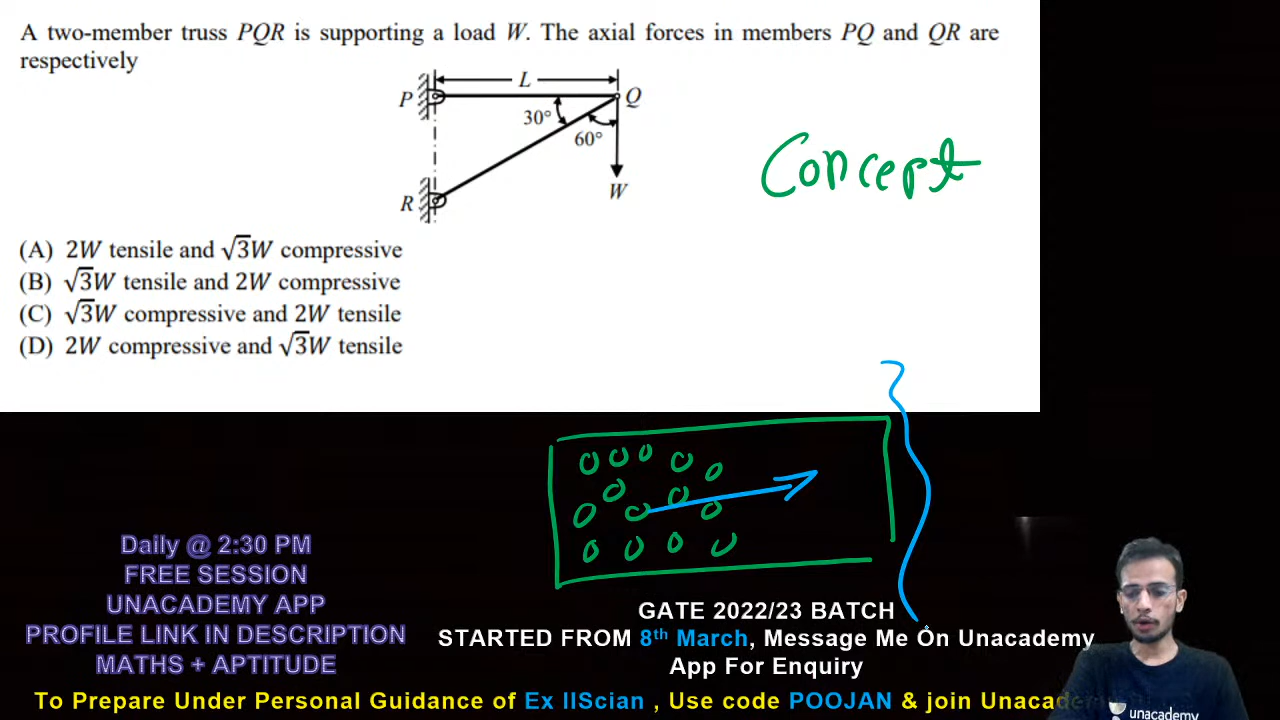 A two-member truss PQR is supporting a load W. The axial forces in members PQ and QR are
respectively
L
P
Q
30°
60°
Concept
W
R
(A) 2W tensile and √3W compressive
(B) √3W tensile and 2W compressive
(C) √3W compressive and 2W tensile
(D) 2W compressive and √3W tensile
Daily @ 2:30 PM
FREE SESSION
UNACADEMY APP
PROFILE LINK IN DESCRIPTION
MATHS + APTITUDE
GATE 2022/23 BATCH
STARTED FROM 8th March, Message Me On Unacademy
App For Enquiry
To Prepare Under Personal Guidance of Ex IIScian , Use code POOJAN & join Unacade
unacademy